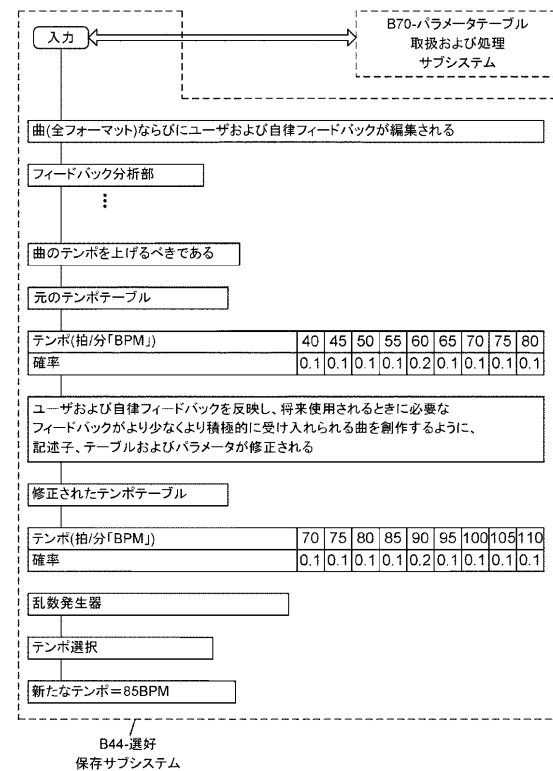 入力
B70-パラメータテーブル
取扱および処理
サブシステム
曲(全フォーマット)ならびにユーザおよび自律フィードバックが編集される
フィードバック分析部
⋮
曲のテンポを上げるべきである
元のテンポテーブル
テンポ(拍/分「BPM」) 40 45 50 55 60 65 70 75 80
確率 0.1 0.1 0.1 0.1 0.2 0.1 0.1 0.1 0.1
ユーザおよび自律フィードバックを反映し、将来使用されるときに必要な
フィードバックがより少なくより積極的に受け入れられる曲を創作するように、
記述子、テーブルおよびパラメータが修正される
修正されたテンポテーブル
テンポ(拍/分「BPM」) 70 75 80 85 90 95 100 105 110
確率 0.1 0.1 0.1 0.1 0.2 0.1 0.1 0.1 0.1
乱数発生器
テンポ選択
新たなテンポ=85BPM
B44-選好
保存サブシステム